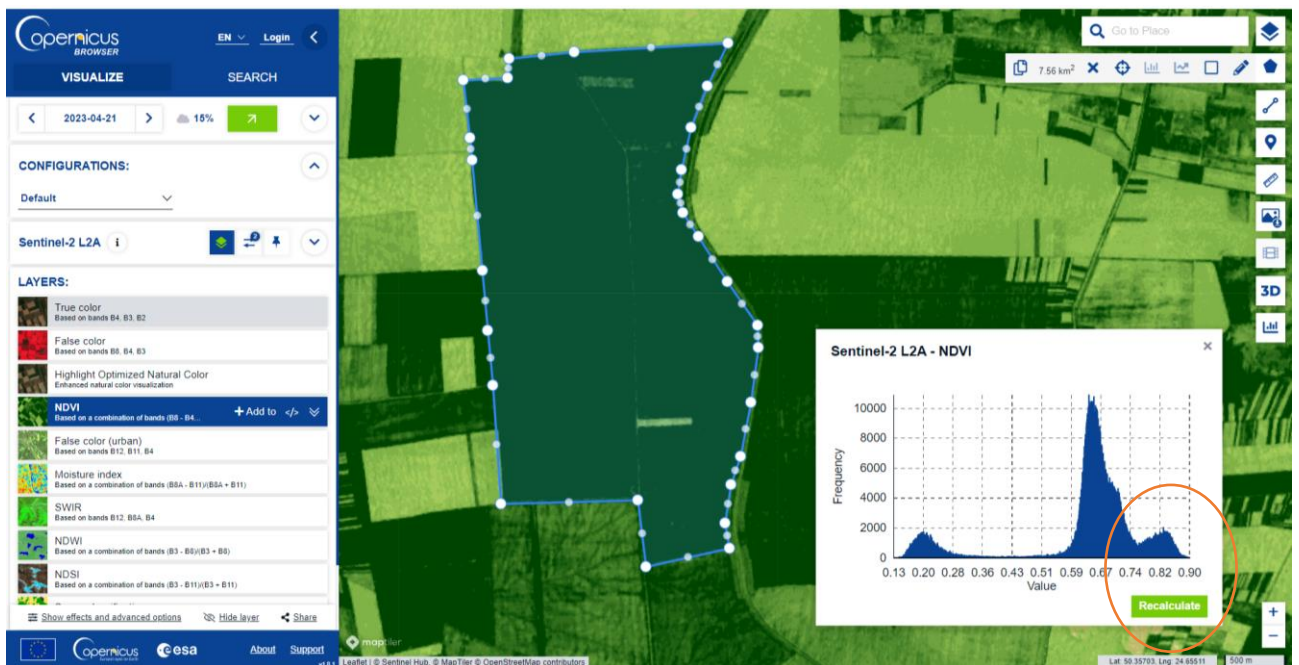 Copernicus
BROWSER
EN
Login
VISUALIZE
SEARCH
2023-04-21
15%
CONFIGURATIONS:
Default
Sentinel-2 L2A
i
2
LAYERS:
True color
Based on bands B4, B3, B2
False color
Based on bands B8, B4, B3
Highlight Optimized Natural Color
Enhanced natural color visualization
NDVI
Based on a combination of bands (B8 - B4...
+ Add to </>
False color (urban)
Based on bands B12, B11, B4
Moisture index
Based on a combination of bands (B8A - B11)/(B8A + B11)
SWIR
Based on bands B12, B8A, B4
NDWI
Based on a combination of bands (B3 - B8)/(B3 + B8)
NDSI
Based on a combination of bands (B3 - B11)/(B3 + B11)
Show effects and advanced options
Hide layer
Share
Copernicus
esa
About
Support
Go to Place
7.56 km²
3D
Sentinel-2 L2A - NDVI
Frequency
10000
8000
6000
4000
2000
0
0.13 0.20 0.28 0.36 0.43 0.51 0.59 0.67 0.74 0.82 0.90
Value
Recalculate
+
−
maptiler
Leaflet | © Sentinel Hub, © MapTiler © OpenStreetMap contributors
Lat: 50.35703, Lng: 24.65511
500 m